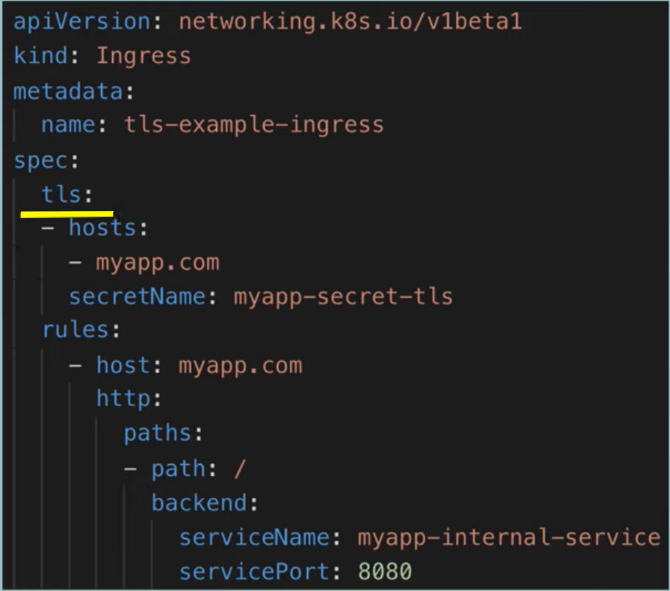 apiVersion: networking.k8s.io/v1beta1
kind: Ingress
metadata:
  name: tls-example-ingress
spec:
  tls:
  - hosts:
    - myapp.com
    secretName: myapp-secret-tls
  rules:
    - host: myapp.com
      http:
        paths:
        - path: /
          backend:
            serviceName: myapp-internal-service
            servicePort: 8080